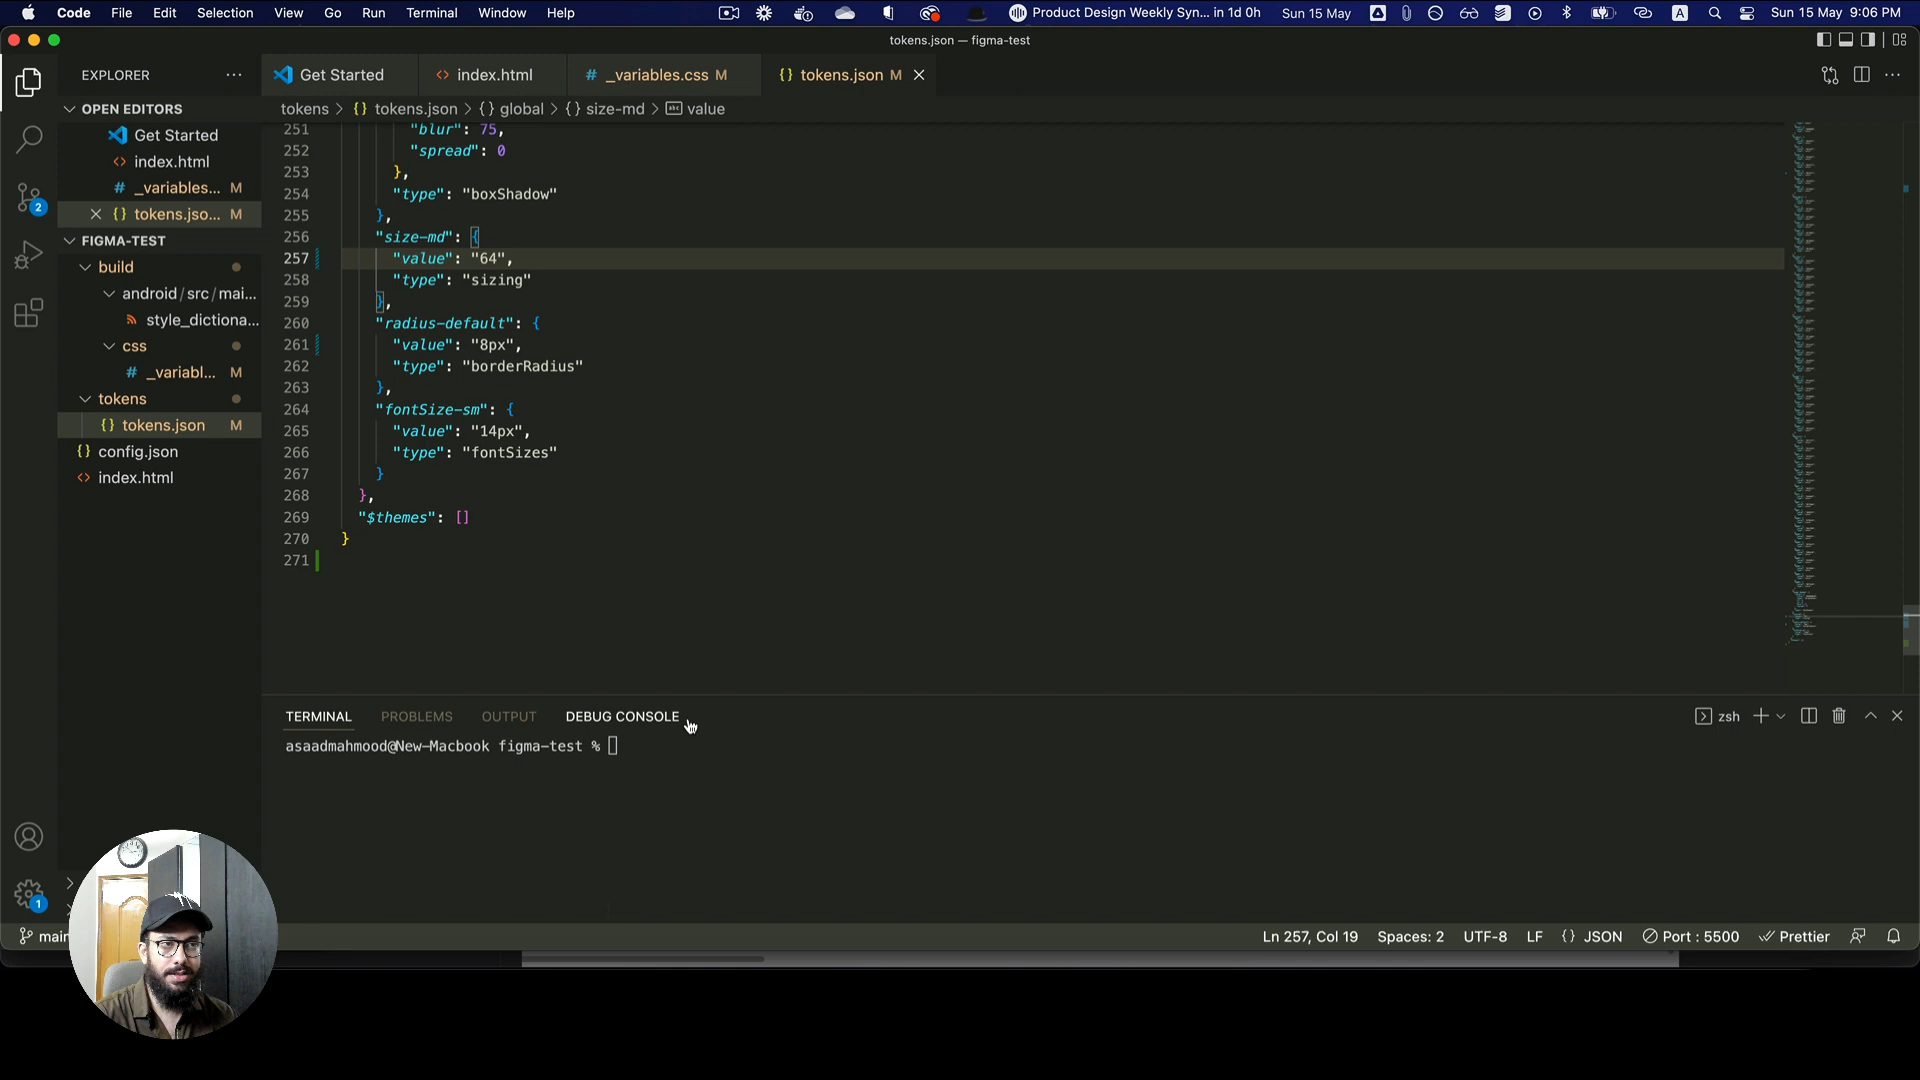 Code File Edit Selection View Go Run Terminal Window Help Product Design Weekly Syn... in 1d 0h Sun 15 May A Sun 15 May 9:06 PM
tokens.json — figma-test
EXPLORER ··· Get Started <> index.html # _variables.css M {} tokens.json M
OPEN EDITORS
tokens > {} tokens.json > {} global > {} size-md > abc value
Get Started
<> index.html
# _variables... M
{} tokens.jso... M
FIGMA-TEST
build
android/src/mai...
style_dictiona...
css
# _variabl... M
tokens
{} tokens.json M
{} config.json
<> index.html
2
1
main
251 "blur": 75,
252 "spread": 0
253 },
254 "type": "boxShadow"
255 },
256 "size-md": {
257 "value": "64",
258 "type": "sizing"
259 },
260 "radius-default": {
261 "value": "8px",
262 "type": "borderRadius"
263 },
264 "fontSize-sm": {
265 "value": "14px",
266 "type": "fontSizes"
267 }
268 },
269 "$themes": []
270 }
271
TERMINAL PROBLEMS OUTPUT DEBUG CONSOLE zsh
asaadmahmood@New-Macbook figma-test %
Ln 257, Col 19 Spaces: 2 UTF-8 LF {} JSON Port : 5500 Prettier